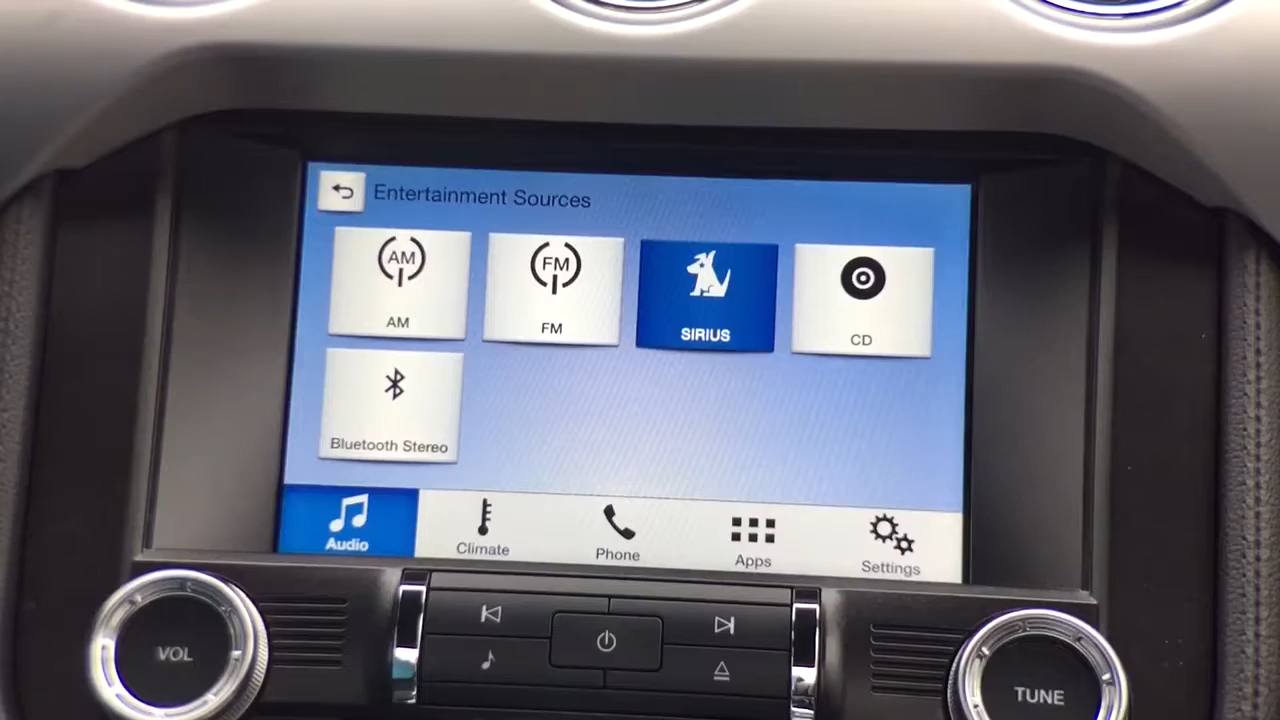 Entertainment Sources
AM
AM
FM
FM
SIRIUS
CD
Bluetooth Stereo
Audio
Climate
Phone
Apps
Settings
VOL
TUNE